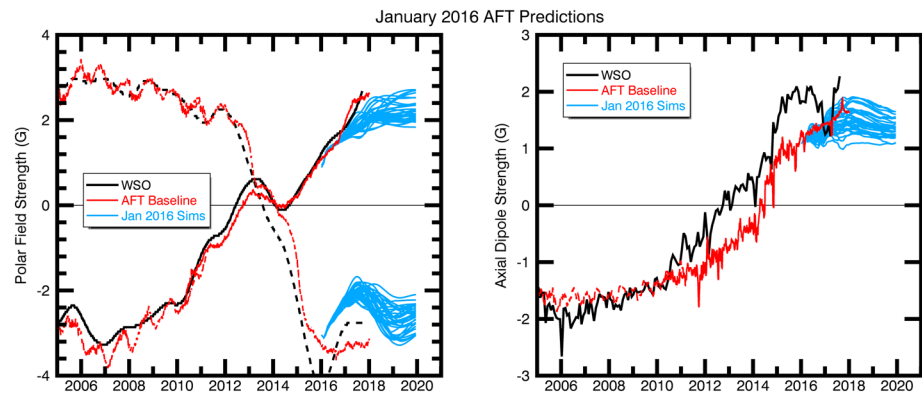 January 2016 AFT Predictions
Polar Field Strength (G)
4
2
0
-2
-4
WSO
AFT Baseline
Jan 2016 Sims
2006 2008 2010 2012 2014 2016 2018 2020
Axial Dipole Strength (G)
3
2
1
0
-1
-2
-3
WSO
AFT Baseline
Jan 2016 Sims
2006 2008 2010 2012 2014 2016 2018 2020